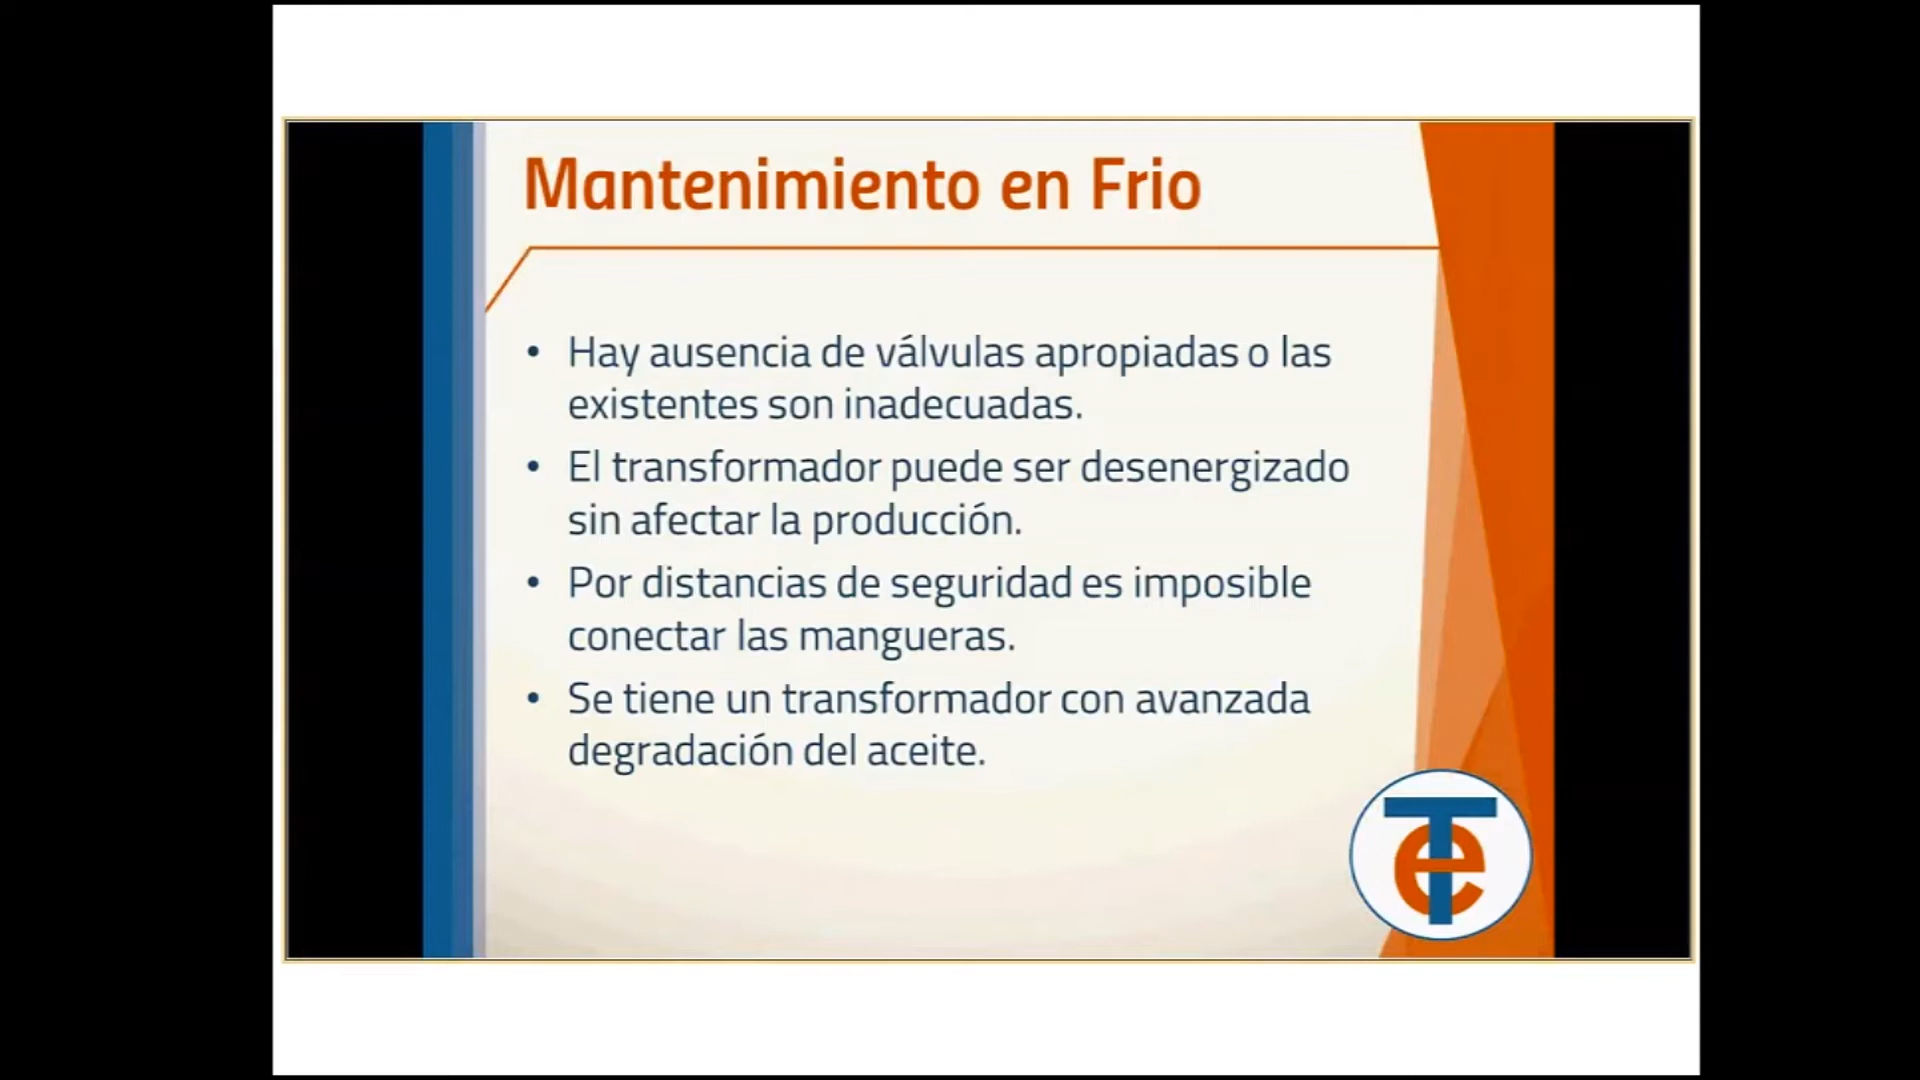 Mantenimiento en Frio
• Hay ausencia de válvulas apropiadas o las
existentes son inadecuadas.
• El transformador puede ser desenergizado
sin afectar la producción.
• Por distancias de seguridad es imposible
conectar las mangueras.
• Se tiene un transformador con avanzada
degradación del aceite.
Te